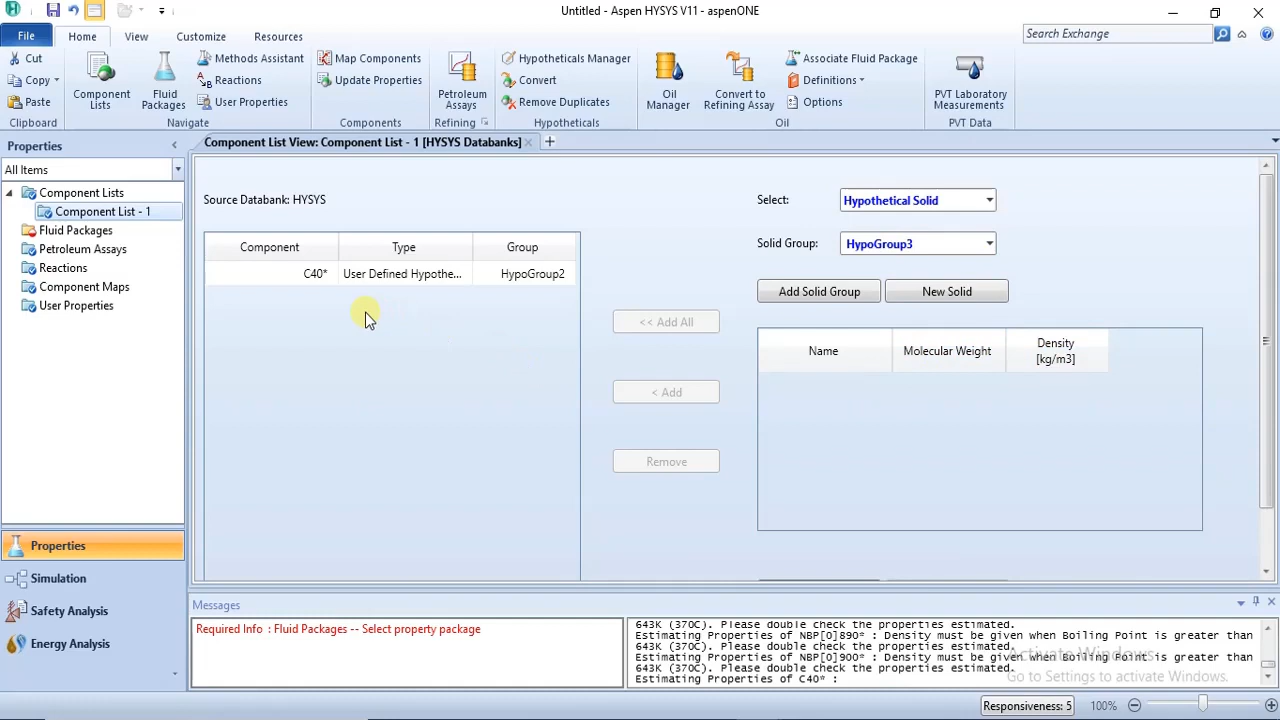 Untitled - Aspen HYSYS V11 - aspenONE
File Home View Customize Resources
Search Exchange
Cut
Copy
Paste
Clipboard
Component Lists
Fluid Packages
Methods Assistant
Reactions
User Properties
Navigate
Map Components
Update Properties
Components
Petroleum Assays
Refining
Hypotheticals Manager
Convert
Remove Duplicates
Hypotheticals
Oil Manager
Convert to Refining Assay
Associate Fluid Package
Definitions
Options
Oil
PVT Laboratory Measurements
PVT Data
Properties
All Items
Component Lists
Component List - 1
Fluid Packages
Petroleum Assays
Reactions
Component Maps
User Properties
Properties
Simulation
Safety Analysis
Energy Analysis
Component List View: Component List - 1 [HYSYS Databanks]
Source Databank: HYSYS
Component Type Group
C40* User Defined Hypothe... HypoGroup2
<< Add All
< Add
Remove
Select: Hypothetical Solid
Solid Group: HypoGroup3
Add Solid Group New Solid
Name Molecular Weight Density [kg/m3]
Messages
Required Info : Fluid Packages -- Select property package
643K (370C). Please double check the properties estimated.
Estimating Properties of NBP[0]890* : Density must be given when Boiling Point is greater than
643K (370C). Please double check the properties estimated.
Estimating Properties of NBP[0]900* : Density must be given when Boiling Point is greater than
643K (370C). Please double check the properties estimated.
Estimating Properties of C40* :
Activate Windows
Go to Settings to activate Windows.
Responsiveness: 5 100%